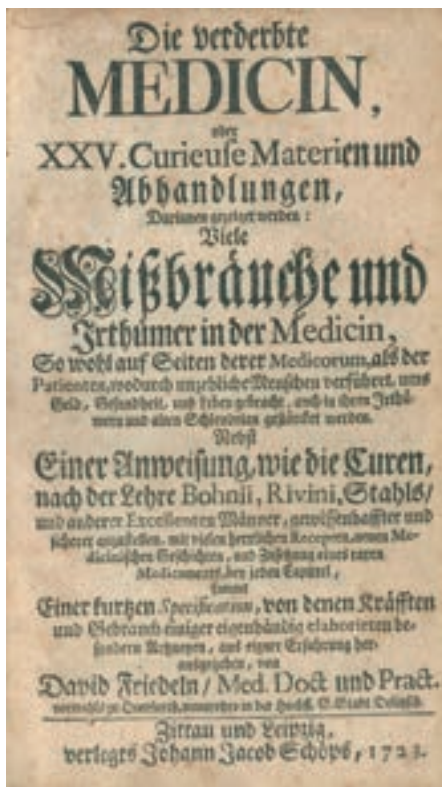 Die verderbte
MEDICIN,
oder
XXV. Curieuse Materien und
Abhandlungen,
Darinnen gezeiget werden:
Viele
Mißbräuche und
Irthümer in der Medicin,
So wohl auf Seiten derer Medicorum, als der
Patienten, wodurch unzehliche Menschen verführet, ums
Geld, Gesundheit, und Leben gebracht, auch in ihren Irthü-
mern und alten Schlendrian gestärcket werden.
Nebst
Einer Anweisung, wie die Curen,
nach der Lehre Bohnii, Rivini, Stahls/
und anderer Excellenten Männer, gewissenhaffter und
sicherer anzustellen, mit vielen herrlichen Recepten, neuen Me-
dicinischen Geschichten, und Zusetzung eines raren
Medicaments, bey jeden Capitel,
sammt
Einer kurtzen Specification, von denen Kräfften
und Gebrauch einiger eigenhändig elaborirten be-
sondern Artzneyen, aus eigner Erfahrung her-
ausgegeben, von
David Friedeln / Med. Doct und Pract.
vormahls zu in der
Zittau und Leipzig,
verlegts Johann Jacob Schöps, 1723.